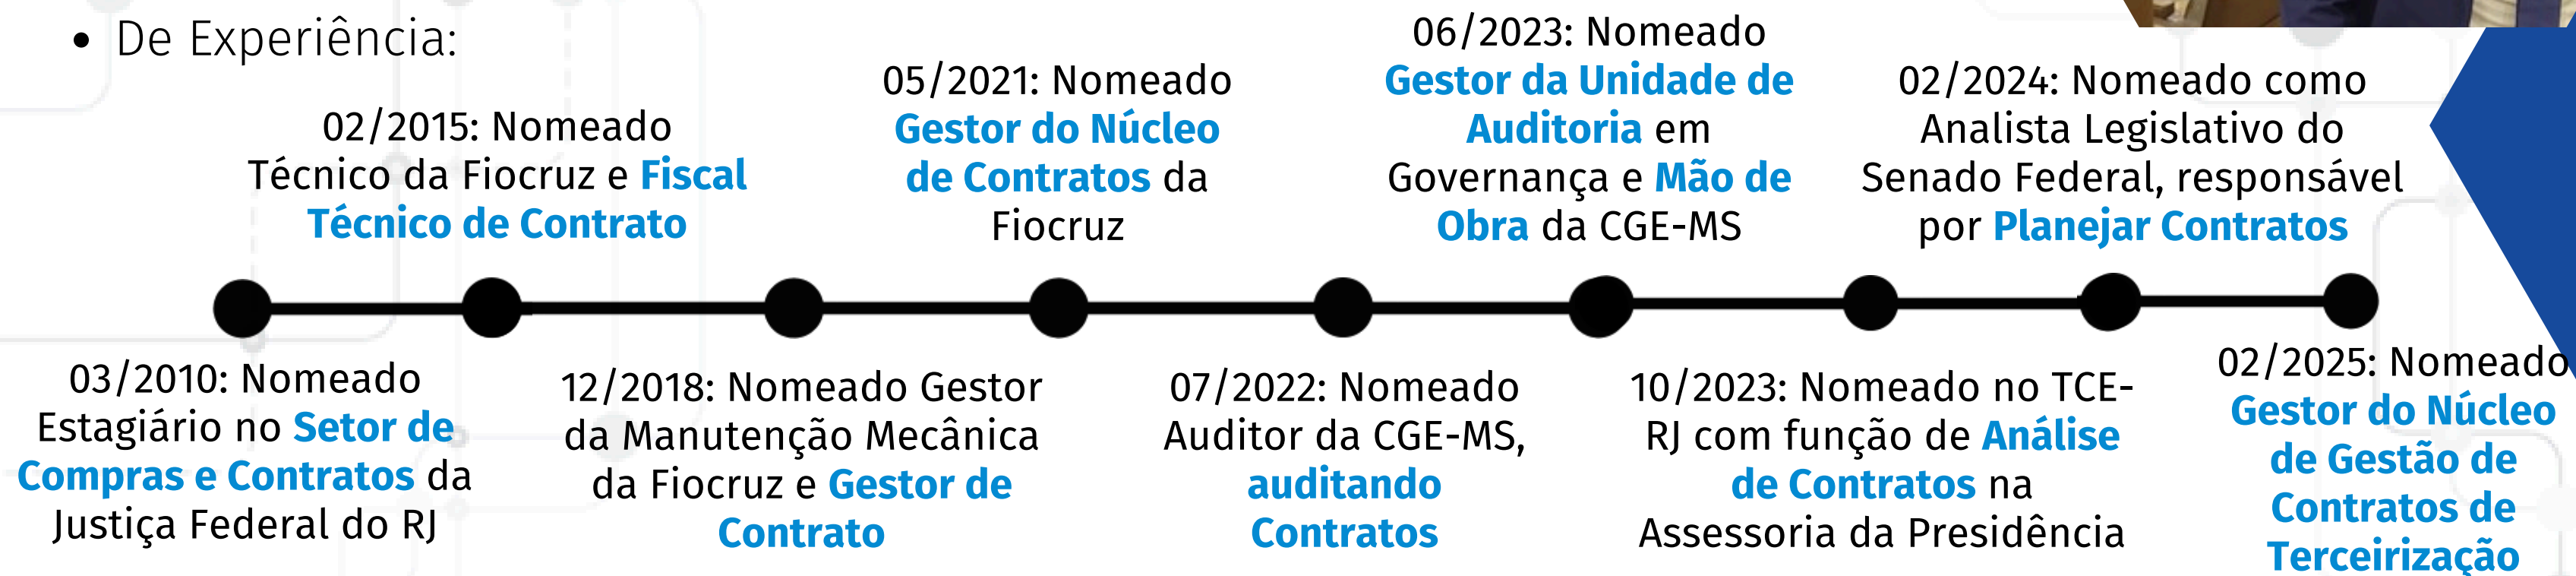 • De Experiência:
03/2010: Nomeado
Estagiário no Setor de
Compras e Contratos da
Justiça Federal do RJ
02/2015: Nomeado
Técnico da Fiocruz e Fiscal
Técnico de Contrato
12/2018: Nomeado Gestor
da Manutenção Mecânica
da Fiocruz e Gestor de
Contrato
05/2021: Nomeado
Gestor do Núcleo
de Contratos da
Fiocruz
07/2022: Nomeado
Auditor da CGE-MS,
auditando
Contratos
06/2023: Nomeado
Gestor da Unidade de
Auditoria em
Governança e Mão de
Obra da CGE-MS
10/2023: Nomeado no TCE-
RJ com função de Análise
de Contratos na
Assessoria da Presidência
02/2024: Nomeado como
Analista Legislativo do
Senado Federal, responsável
por Planejar Contratos
02/2025: Nomeado
Gestor do Núcleo
de Gestão de
Contratos de
Terceirização